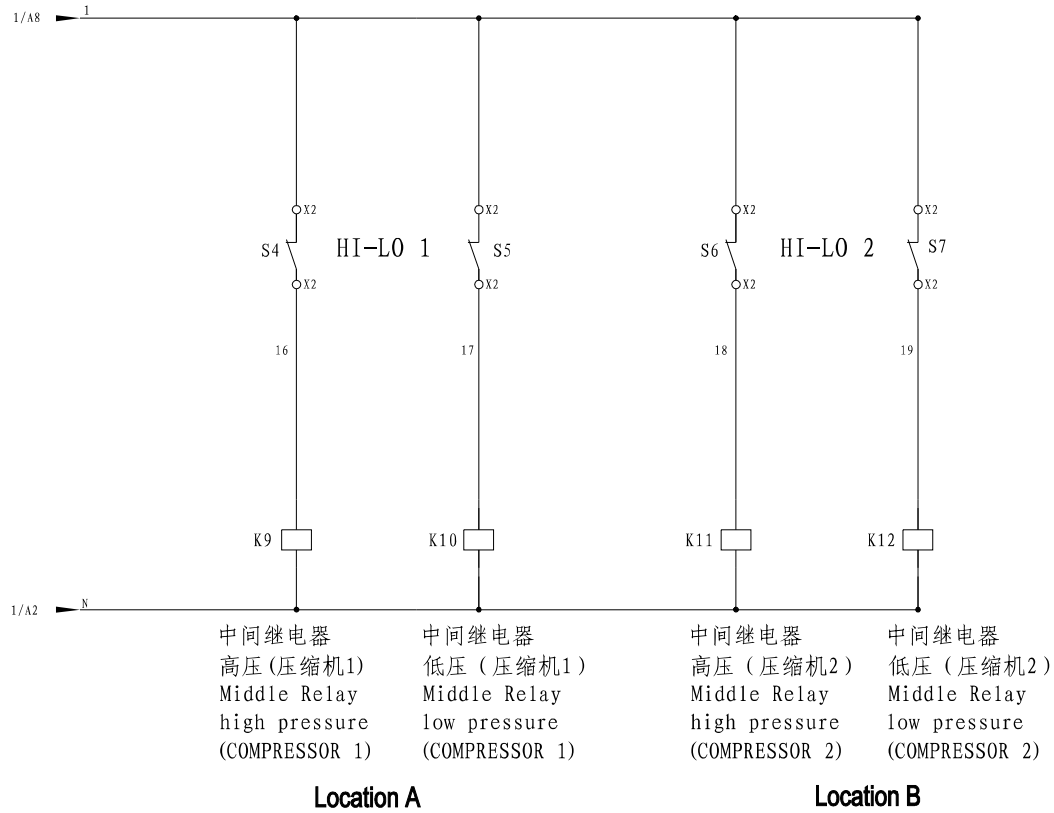 1/A8
1
X2
X2
X2
X2
S4
HI-LO 1
S5
S6
HI-LO 2
S7
X2
X2
X2
X2
16
17
18
19
K9
K10
K11
K12
1/A2
N
中间继电器
高压(压缩机1)
Middle Relay
high pressure
(COMPRESSOR 1)
中间继电器
低压（压缩机1）
Middle Relay
low pressure
(COMPRESSOR 1)
中间继电器
高压（压缩机2）
Middle Relay
high pressure
(COMPRESSOR 2)
中间继电器
低压（压缩机2）
Middle Relay
low pressure
(COMPRESSOR 2)
Location A
Location B